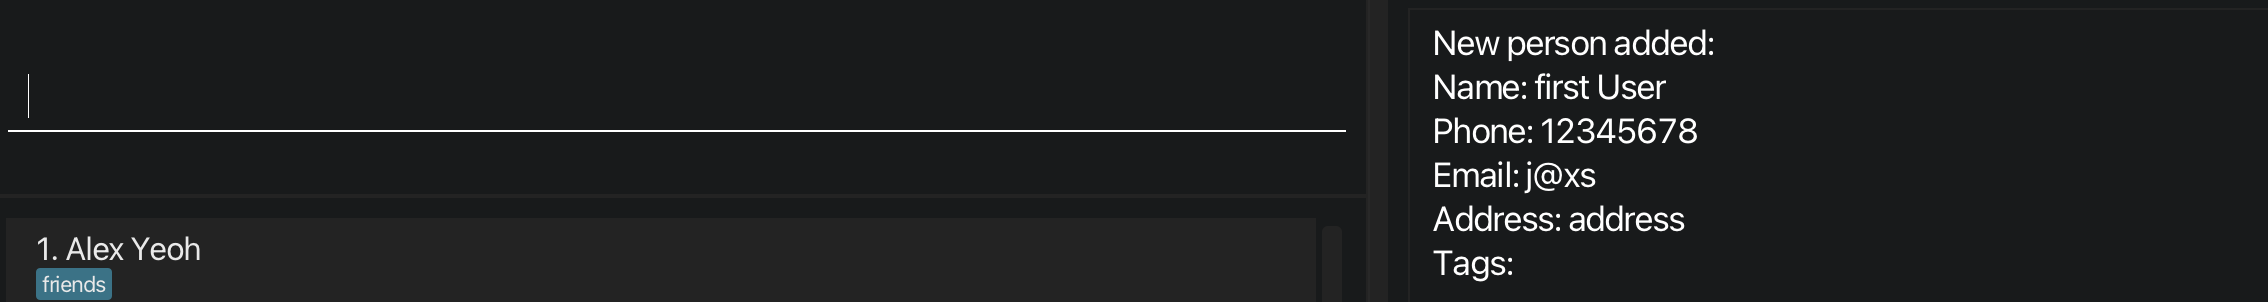 1. Alex Yeoh
friends
New person added:
Name: first User
Phone: 12345678
Email: j@xs
Address: address
Tags: